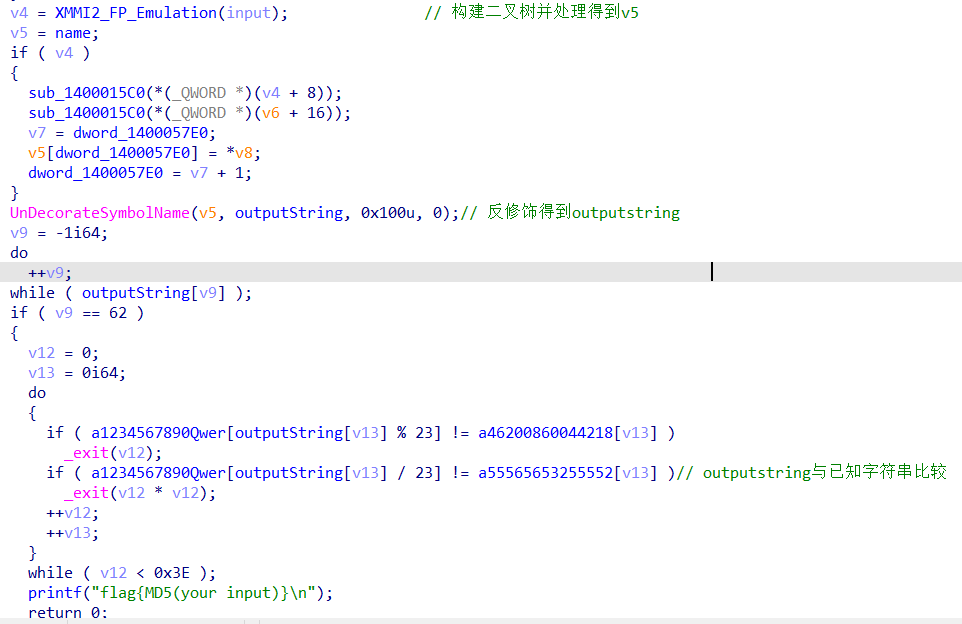 v4 = XMMI2_FP_Emulation(input); // 构建二叉树并处理得到v5
v5 = name;
if ( v4 )
{
sub_1400015C0(*(_QWORD *)(v4 + 8));
sub_1400015C0(*(_QWORD *)(v6 + 16));
v7 = dword_1400057E0;
v5[dword_1400057E0] = *v8;
dword_1400057E0 = v7 + 1;
}
UnDecorateSymbolName(v5, outputString, 0x100u, 0);// 反修饰得到outputstring
v9 = -1i64;
do
++v9;
while ( outputString[v9] );
if ( v9 == 62 )
{
v12 = 0;
v13 = 0i64;
do
{
if ( a1234567890Qwer[outputString[v13] % 23] != a46200860044218[v13] )
_exit(v12);
if ( a1234567890Qwer[outputString[v13] / 23] != a55565653255552[v13] )// outputstring与已知字符串比较
_exit(v12 * v12);
++v12;
++v13;
}
while ( v12 < 0x3E );
printf("flag{MD5(your input)}\n");
return 0;